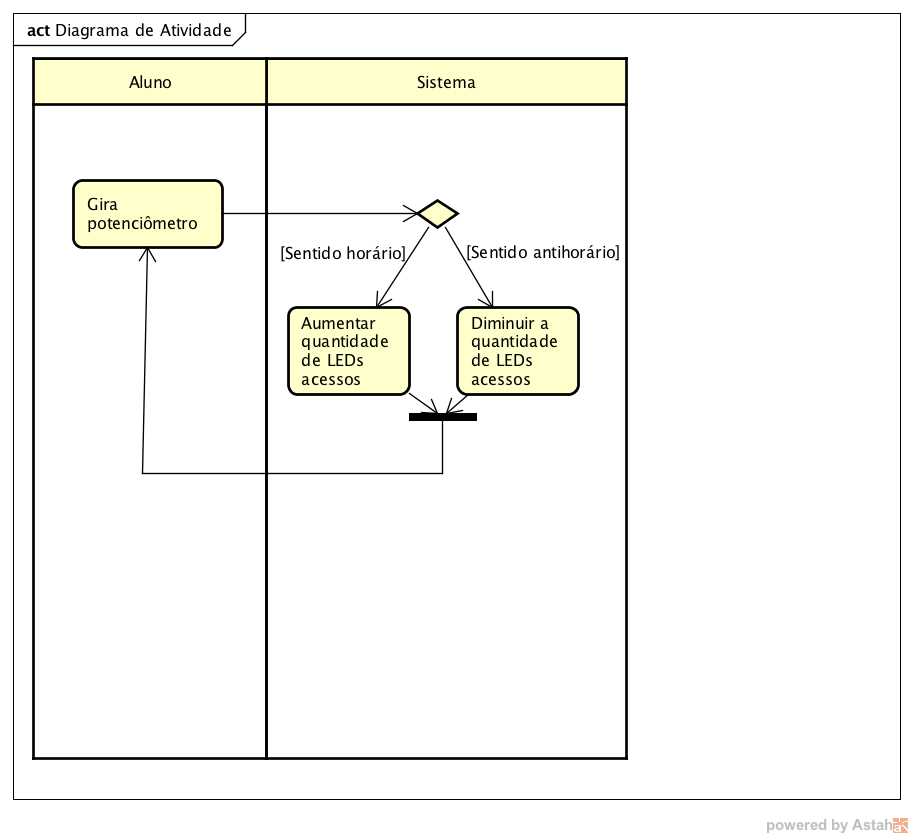 act Diagrama de Atividade
Aluno
Sistema
Gira
potenciômetro
[Sentido horário]
[Sentido antihorário]
Aumentar
quantidade
de LEDs
acessos
Diminuir a
quantidade
de LEDs
acessos
powered by Astah